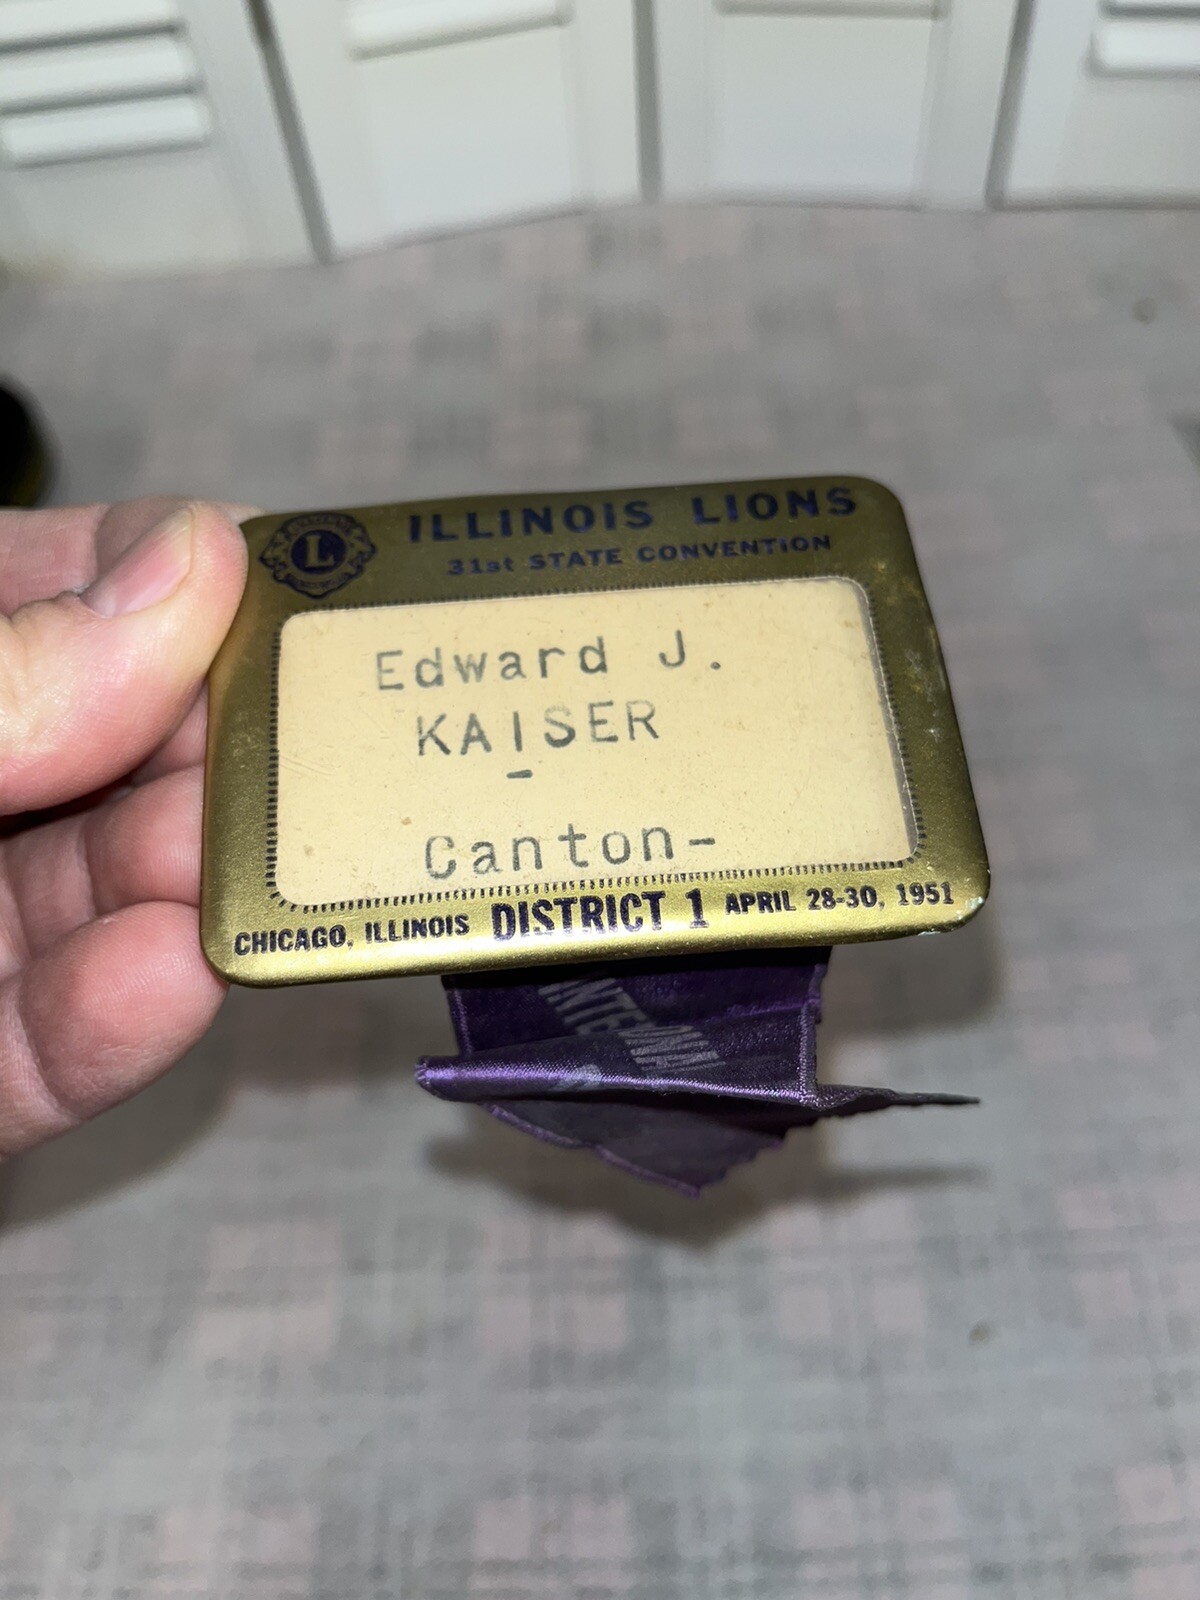 ILLINOIS LIONS
L
31st STATE CONVENTION
Edward J.
KAISER
-
Canton-
CHICAGO, ILLINOIS DISTRICT 1 APRIL 28-30, 1951